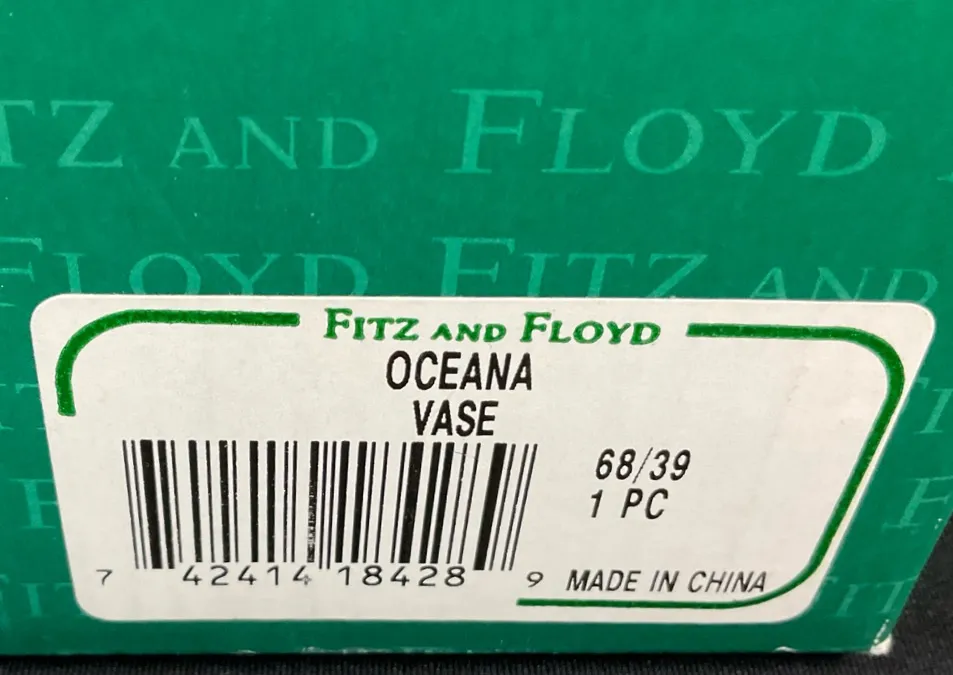 TZ AND FLOYD
FLOYD FITZ AND
FITZ AND FLOYD
OCEANA
VASE
68/39
1 PC
7 42414 18428 9 MADE IN CHINA